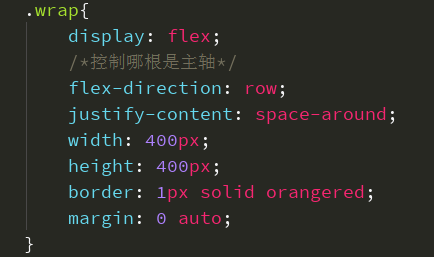 .wrap{
display: flex;
/*控制哪根是主轴*/
flex-direction: row;
justify-content: space-around;
width: 400px;
height: 400px;
border: 1px solid orangered;
margin: 0 auto;
}